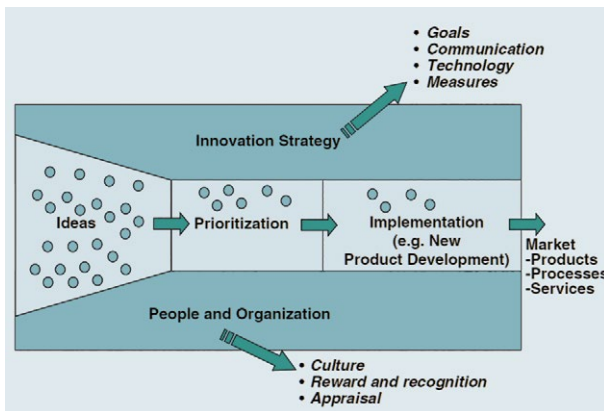 • Goals
• Communication
• Technology
• Measures
Innovation Strategy
Ideas
Prioritization
Implementation
(e.g. New
Product Development)
Market
-Products
-Processes
-Services
People and Organization
• Culture
• Reward and recognition
• Appraisal